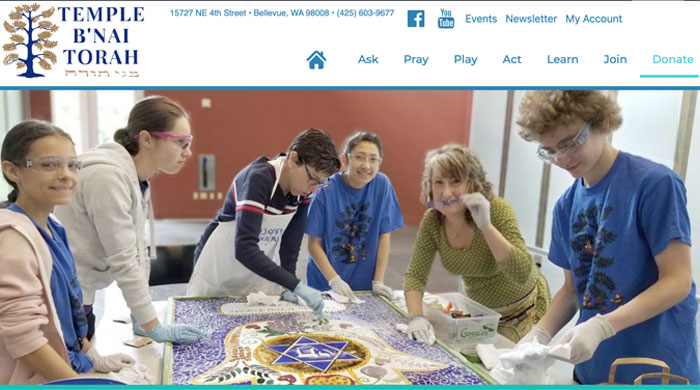 TEMPLE
B'NAI
TORAH
בני תורה
15727 NE 4th Street • Bellevue, WA 98008 • (425) 603-9677
You
Tube
Events Newsletter My Account
Ask Pray Play Act Learn Join Donate